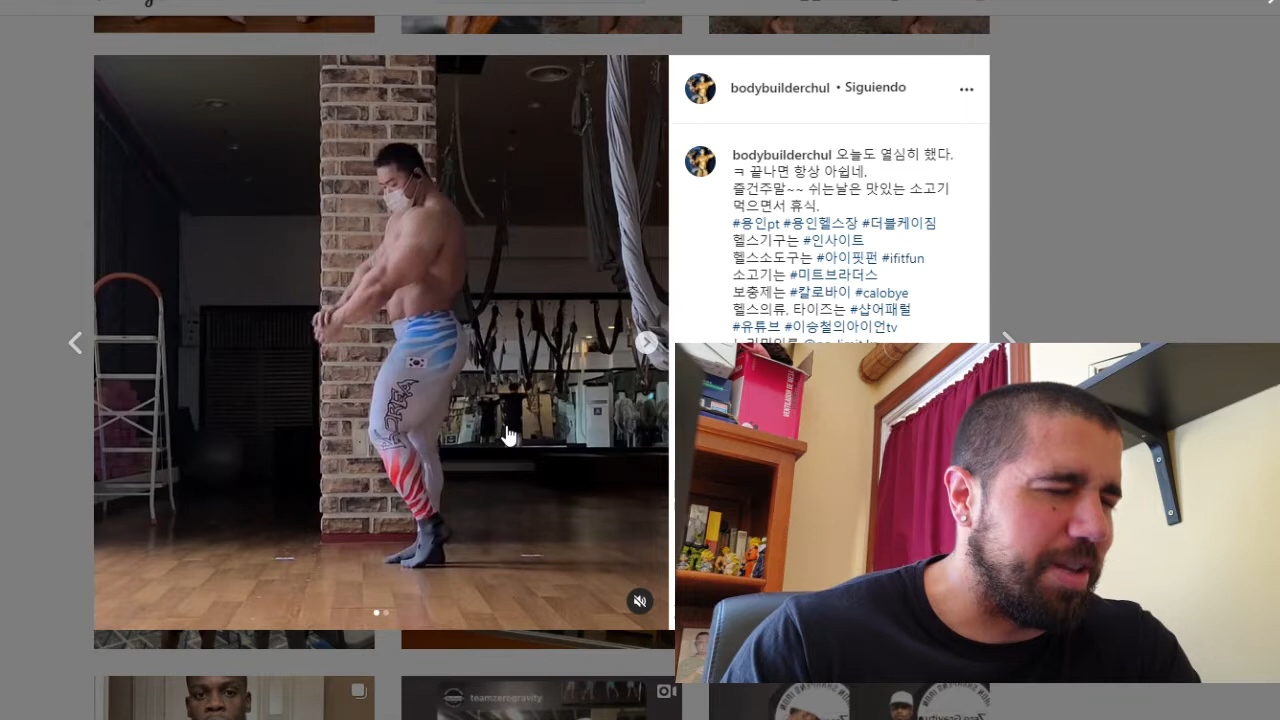 bodybuilderchul • Siguiendo
bodybuilderchul 오늘도 열심히 했다.
ㅋ 끝나면 항상 아쉽네.
즐건주말~~ 쉬는날은 맛있는 소고기
먹으면서 휴식.
#용인pt #용인헬스장 #더블케이짐
헬스기구는 #인사이트
헬스소도구는 #아이핏펀 #ifitfun
소고기는 #미트브라더스
보충제는 #칼로바이 #calobye
헬스의류, 타이즈는 #샵어패럴
#유튜브 #이승철의아이언tv
teamzerogravity